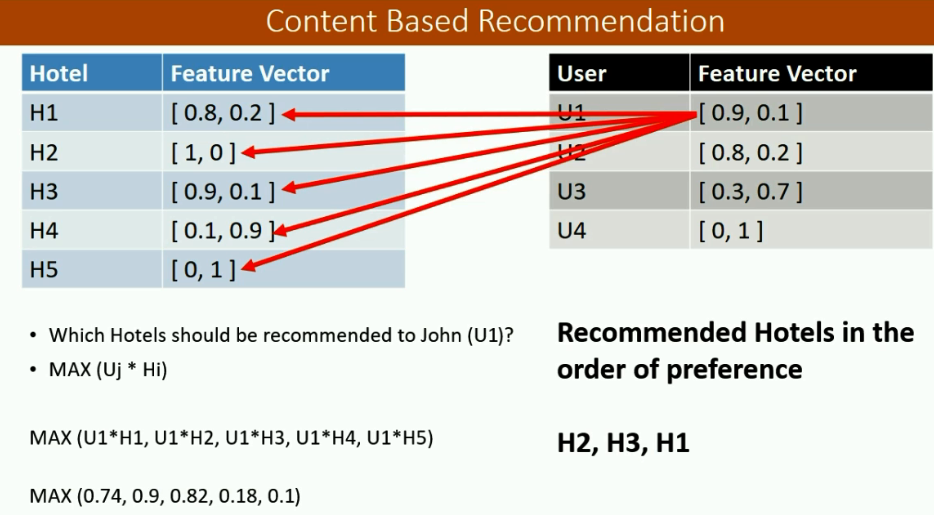 Content Based Recommendation
Hotel Feature Vector
H1 [ 0.8, 0.2 ]
H2 [ 1, 0 ]
H3 [ 0.9, 0.1 ]
H4 [ 0.1, 0.9 ]
H5 [ 0, 1 ]
User Feature Vector
U1 [ 0.9, 0.1 ]
U2 [ 0.8, 0.2 ]
U3 [ 0.3, 0.7 ]
U4 [ 0, 1 ]
• Which Hotels should be recommended to John (U1)?
• MAX (Uj * Hi)
MAX (U1*H1, U1*H2, U1*H3, U1*H4, U1*H5)
MAX (0.74, 0.9, 0.82, 0.18, 0.1)
Recommended Hotels in the
order of preference
H2, H3, H1